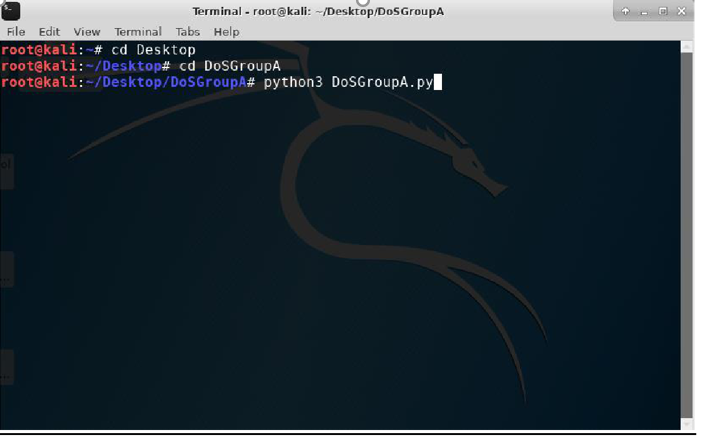 Terminal - root@kali: ~/Desktop/DoSGroupA
File Edit View Terminal Tabs Help
root@kali:~# cd Desktop
root@kali:~/Desktop# cd DoSGroupA
root@kali:~/Desktop/DoSGroupA# python3 DoSGroupA.py